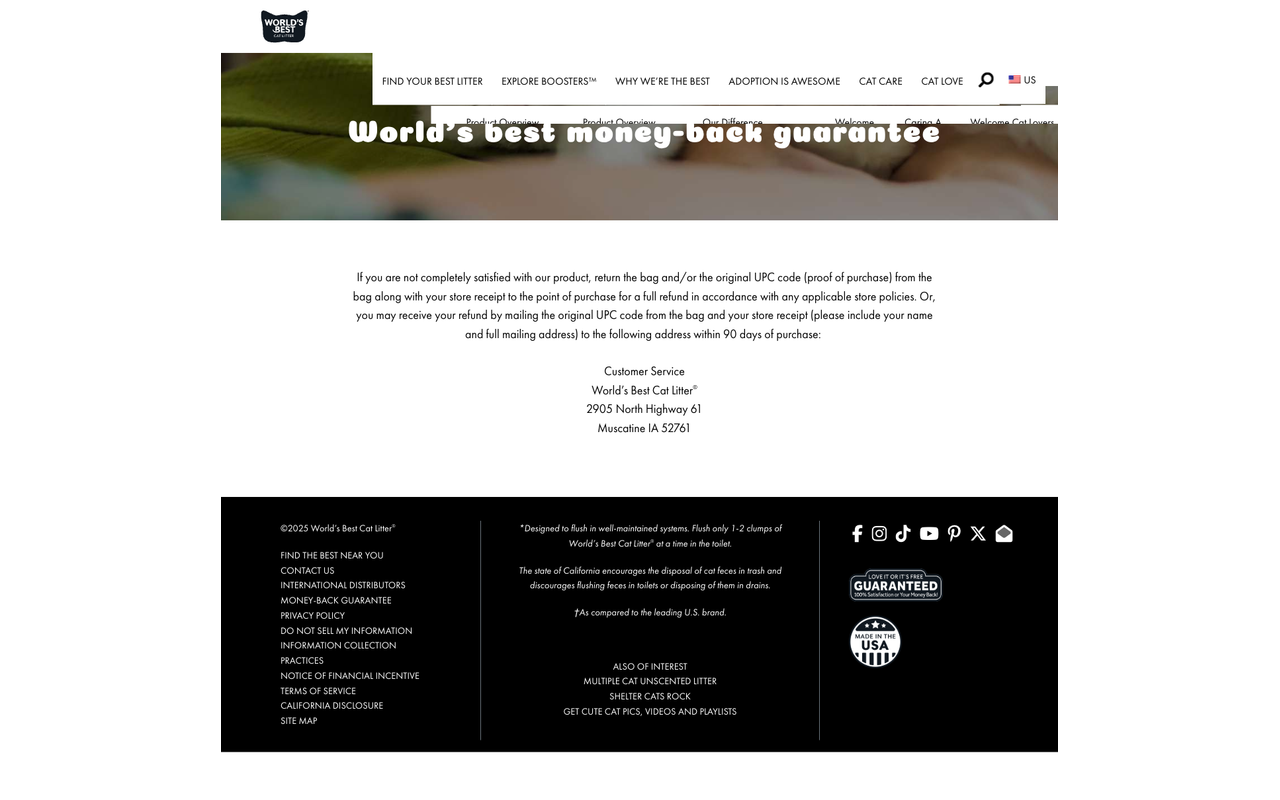 WORLD'S
BEST
CAT LITTER
FIND YOUR BEST LITTER EXPLORE BOOSTERS™ WHY WE'RE THE BEST ADOPTION IS AWESOME CAT CARE CAT LOVE US
Product Overview Product Overview Our Difference Welcome Caring A Welcome Cat Lovers
World's best money-back guarantee
If you are not completely satisfied with our product, return the bag and/or the original UPC code (proof of purchase) from the
bag along with your store receipt to the point of purchase for a full refund in accordance with any applicable store policies. Or,
you may receive your refund by mailing the original UPC code from the bag and your store receipt (please include your name
and full mailing address) to the following address within 90 days of purchase:
Customer Service
World's Best Cat Litter®
2905 North Highway 61
Muscatine IA 52761
©2025 World's Best Cat Litter®
FIND THE BEST NEAR YOU
CONTACT US
INTERNATIONAL DISTRIBUTORS
MONEY-BACK GUARANTEE
PRIVACY POLICY
DO NOT SELL MY INFORMATION
INFORMATION COLLECTION
PRACTICES
NOTICE OF FINANCIAL INCENTIVE
TERMS OF SERVICE
CALIFORNIA DISCLOSURE
SITE MAP
*Designed to flush in well-maintained systems. Flush only 1-2 clumps of
World's Best Cat Litter® at a time in the toilet.
The state of California encourages the disposal of cat feces in trash and
discourages flushing feces in toilets or disposing of them in drains.
†As compared to the leading U.S. brand.
ALSO OF INTEREST
MULTIPLE CAT UNSCENTED LITTER
SHELTER CATS ROCK
GET CUTE CAT PICS, VIDEOS AND PLAYLISTS
LOVE IT OR IT'S FREE
GUARANTEED
100% Satisfaction or Your Money Back!
MADE IN THE
USA